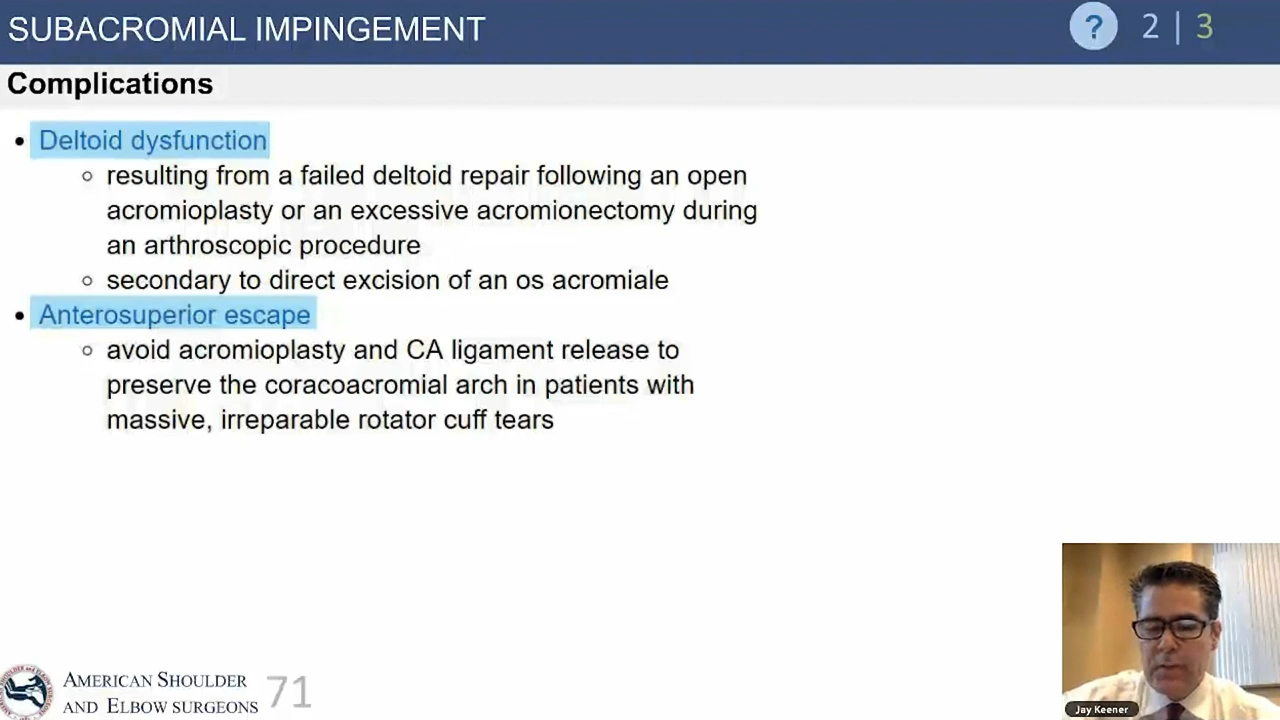 SUBACROMIAL IMPINGEMENT
? 2 | 3
Complications
• Deltoid dysfunction
○ resulting from a failed deltoid repair following an open
acromioplasty or an excessive acromionectomy during
an arthroscopic procedure
○ secondary to direct excision of an os acromiale
• Anterosuperior escape
○ avoid acromioplasty and CA ligament release to
preserve the coracoacromial arch in patients with
massive, irreparable rotator cuff tears
AMERICAN SHOULDER
AND ELBOW SURGEONS
71
Jay Keener